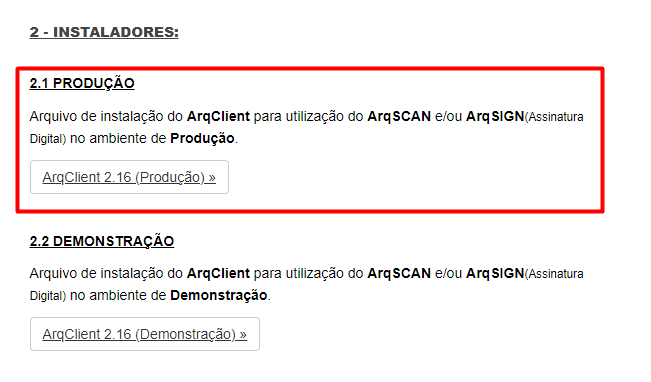 2 - INSTALADORES:
2.1 PRODUÇÃO
Arquivo de instalação do ArqClient para utilização do ArqSCAN e/ou ArqSIGN(Assinatura
Digital) no ambiente de Produção.
ArqClient 2.16 (Produção) »
2.2 DEMONSTRAÇÃO
Arquivo de instalação do ArqClient para utilização do ArqSCAN e/ou ArqSIGN(Assinatura
Digital) no ambiente de Demonstração.
ArqClient 2.16 (Demonstração) »